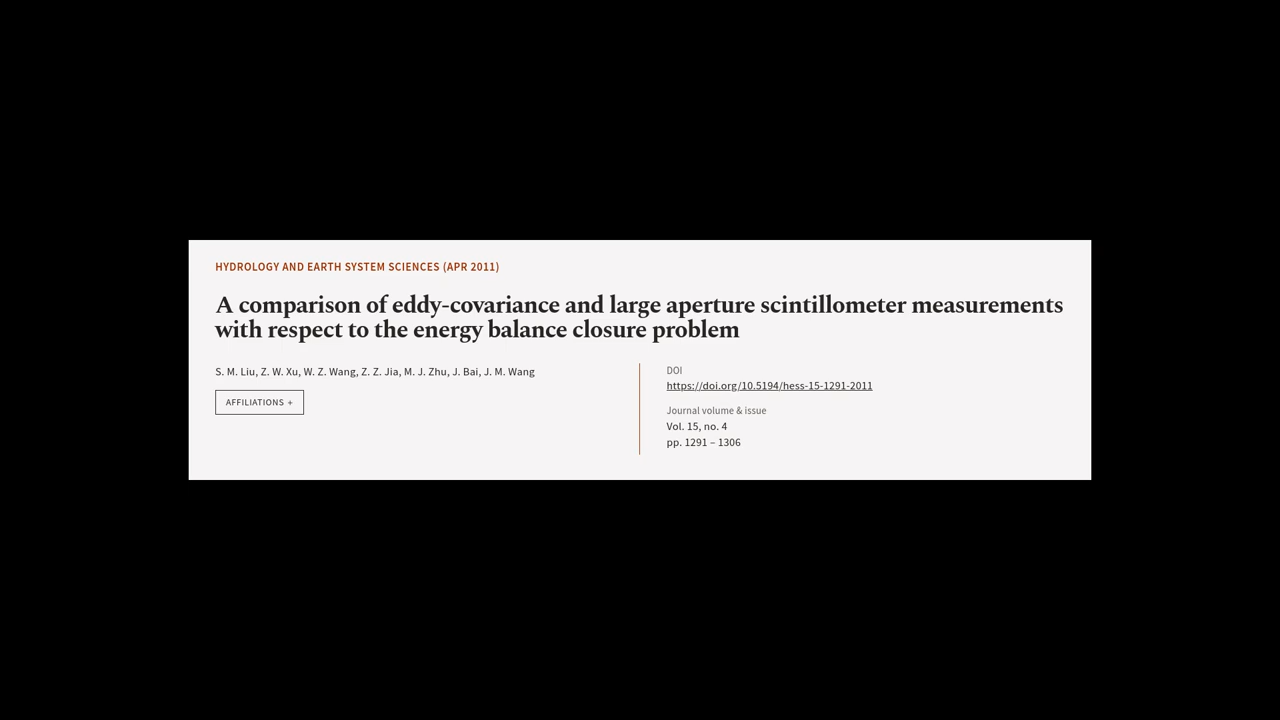 HYDROLOGY AND EARTH SYSTEM SCIENCES (APR 2011)
A comparison of eddy-covariance and large aperture scintillometer measurements
with respect to the energy balance closure problem
S. M. Liu, Z. W. Xu, W. Z. Wang, Z. Z. Jia, M. J. Zhu, J. Bai, J. M. Wang
AFFILIATIONS +
DOI
https://doi.org/10.5194/hess-15-1291-2011
Journal volume & issue
Vol. 15, no. 4
pp. 1291 – 1306